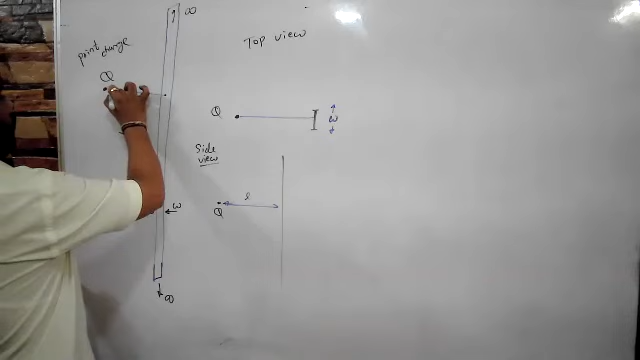 ∞
point charge
Q
Top view
Q
w
Side view
l
Q
w
∞